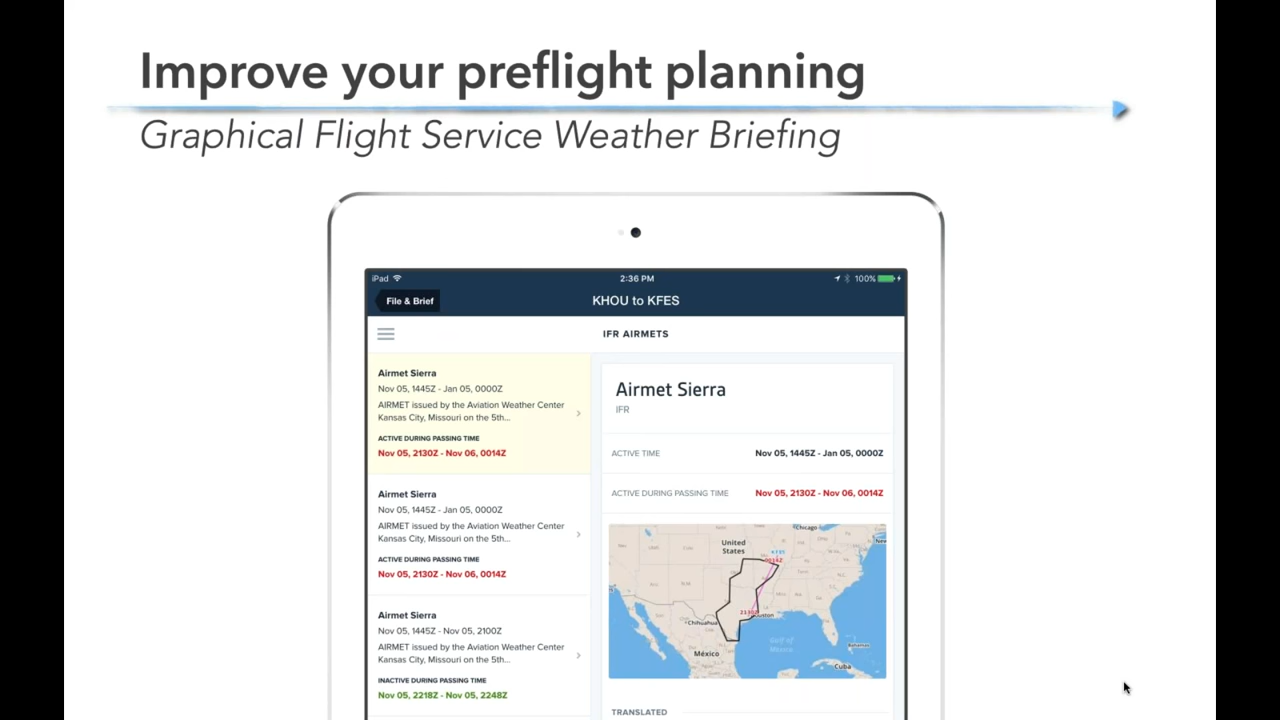 Improve your preflight planning
Graphical Flight Service Weather Briefing
iPad
2:36 PM
100%
File & Brief
KHOU to KFES
IFR AIRMETS
Airmet Sierra
Nov 05, 1445Z - Jan 05, 0000Z
AIRMET issued by the Aviation Weather Center
Kansas City, Missouri on the 5th...
ACTIVE DURING PASSING TIME
Nov 05, 2130Z - Nov 06, 0014Z
Airmet Sierra
Nov 05, 1445Z - Jan 05, 0000Z
AIRMET issued by the Aviation Weather Center
Kansas City, Missouri on the 5th...
ACTIVE DURING PASSING TIME
Nov 05, 2130Z - Nov 06, 0014Z
Airmet Sierra
Nov 05, 1445Z - Nov 05, 2100Z
AIRMET issued by the Aviation Weather Center
Kansas City, Missouri on the 5th...
INACTIVE DURING PASSING TIME
Nov 05, 2218Z - Nov 05, 2248Z
Airmet Sierra
IFR
ACTIVE TIME
Nov 05, 1445Z - Jan 05, 0000Z
ACTIVE DURING PASSING TIME
Nov 05, 2130Z - Nov 06, 0014Z
Chicago
United
States
Chihuahua
Gulf of
Mexico
México
Bahamas
Cuba
TRANSLATED